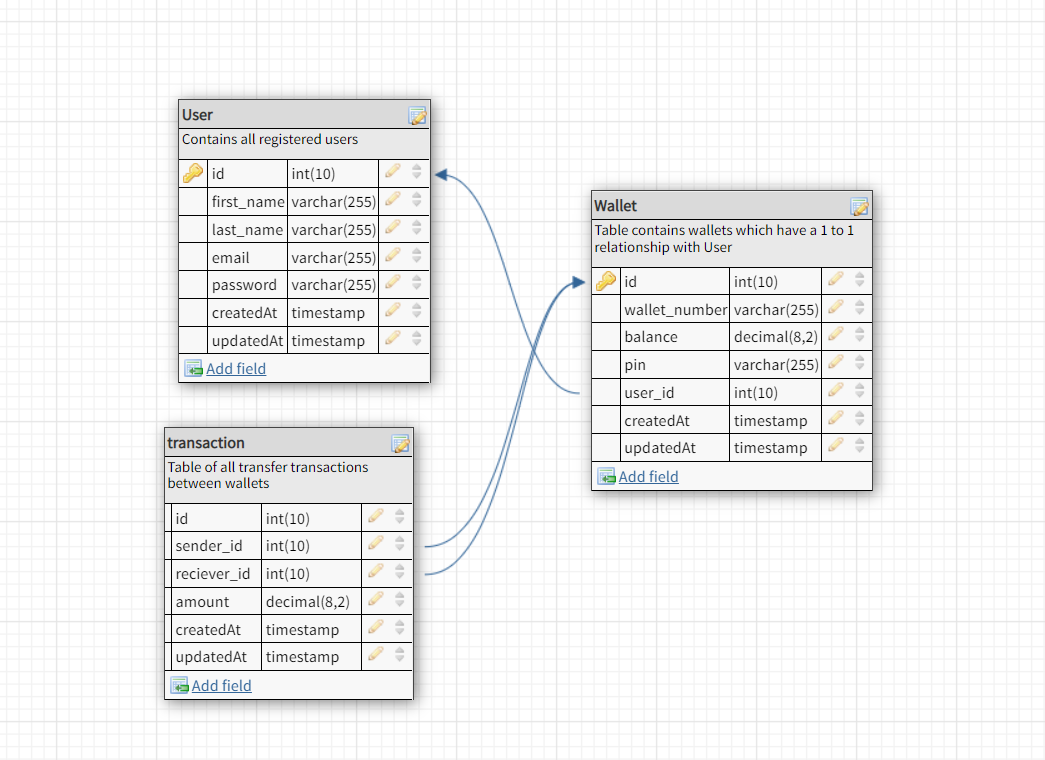 User
Contains all registered users
id int(10)
first_name varchar(255)
last_name varchar(255)
email varchar(255)
password varchar(255)
createdAt timestamp
updatedAt timestamp
Add field
Wallet
Table contains wallets which have a 1 to 1
relationship with User
id int(10)
wallet_number varchar(255)
balance decimal(8,2)
pin varchar(255)
user_id int(10)
createdAt timestamp
updatedAt timestamp
Add field
transaction
Table of all transfer transactions
between wallets
id int(10)
sender_id int(10)
reciever_id int(10)
amount decimal(8,2)
createdAt timestamp
updatedAt timestamp
Add field